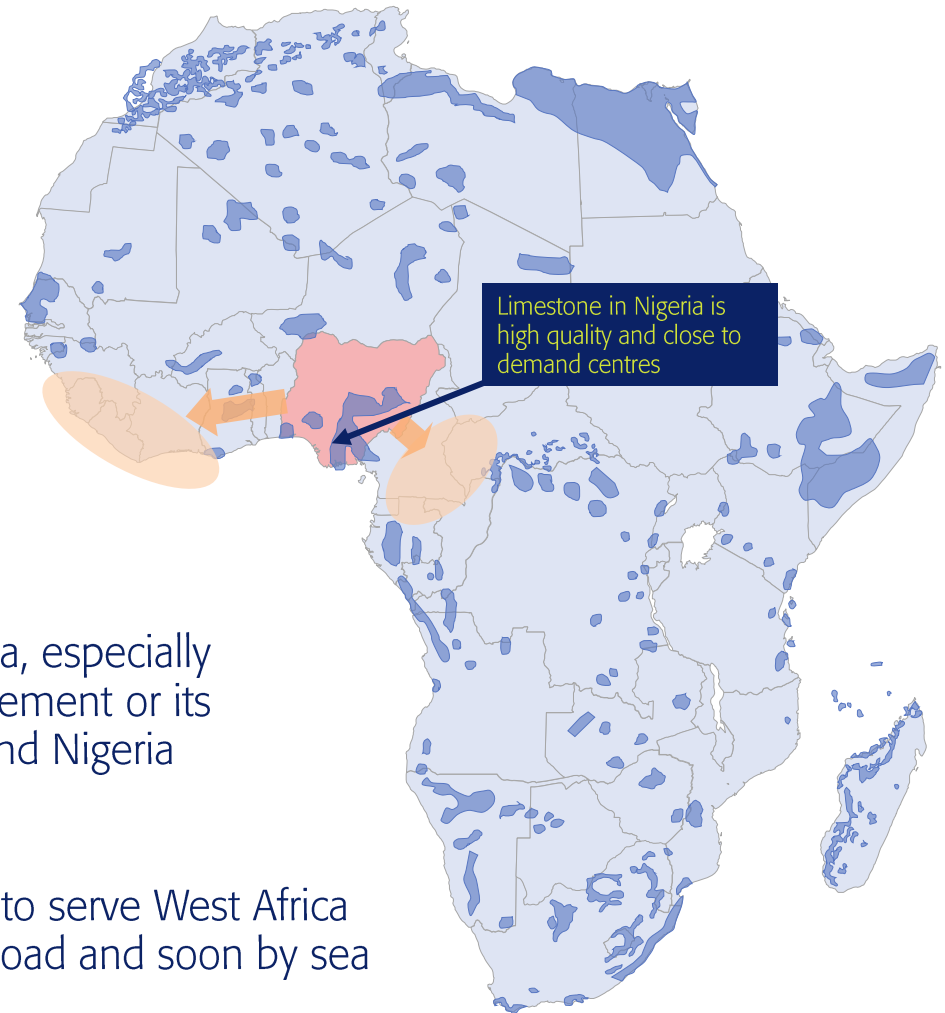 Limestone in Nigeria is
high quality and close to
demand centres
a, especially
ement or its
nd Nigeria
to serve West Africa
oad and soon by sea